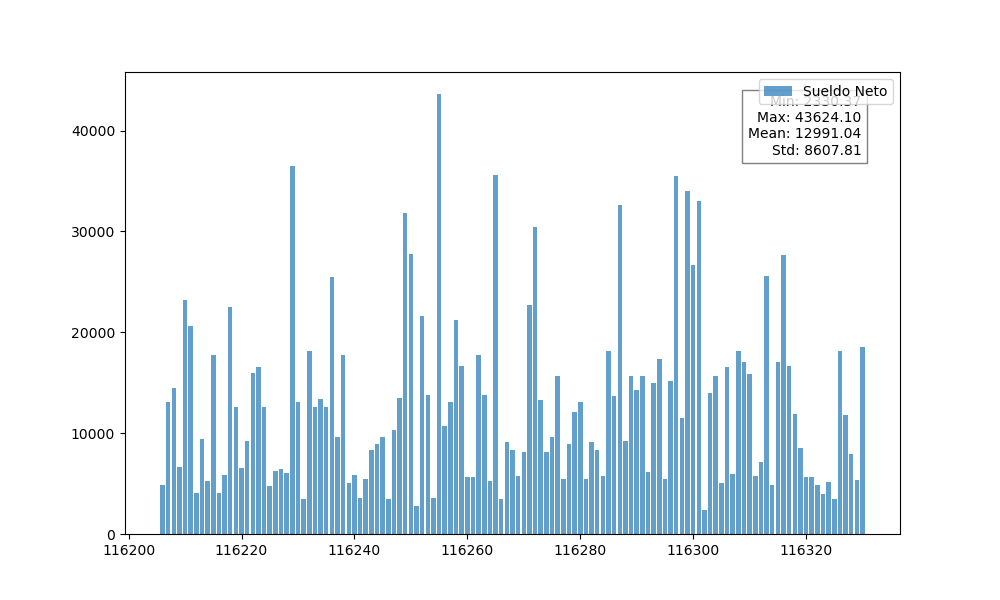 Sueldo Neto
Min: 2330.37
Max: 43624.10
Mean: 12991.04
Std: 8607.81
40000
30000
20000
10000
0
116200 116220 116240 116260 116280 116300 116320